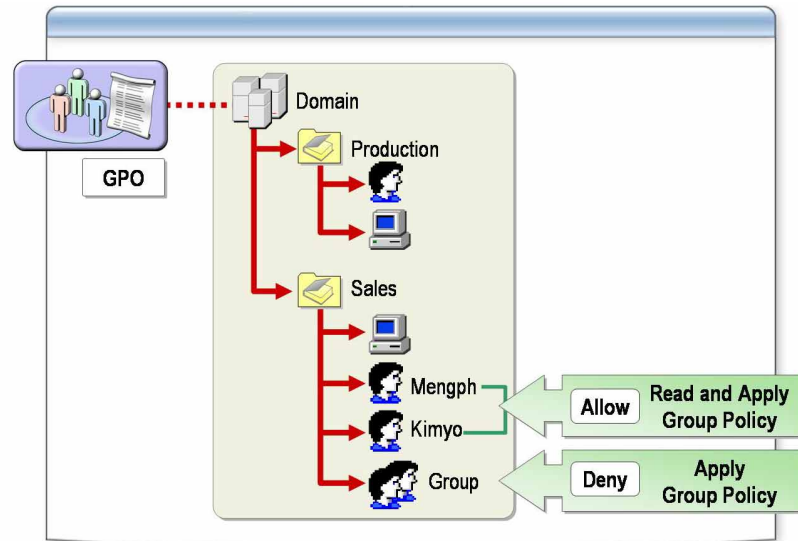 Domain
GPO
Production
Sales
Mengph
Kimyo
Group
Allow
Read and Apply
Group Policy
Deny
Apply
Group Policy